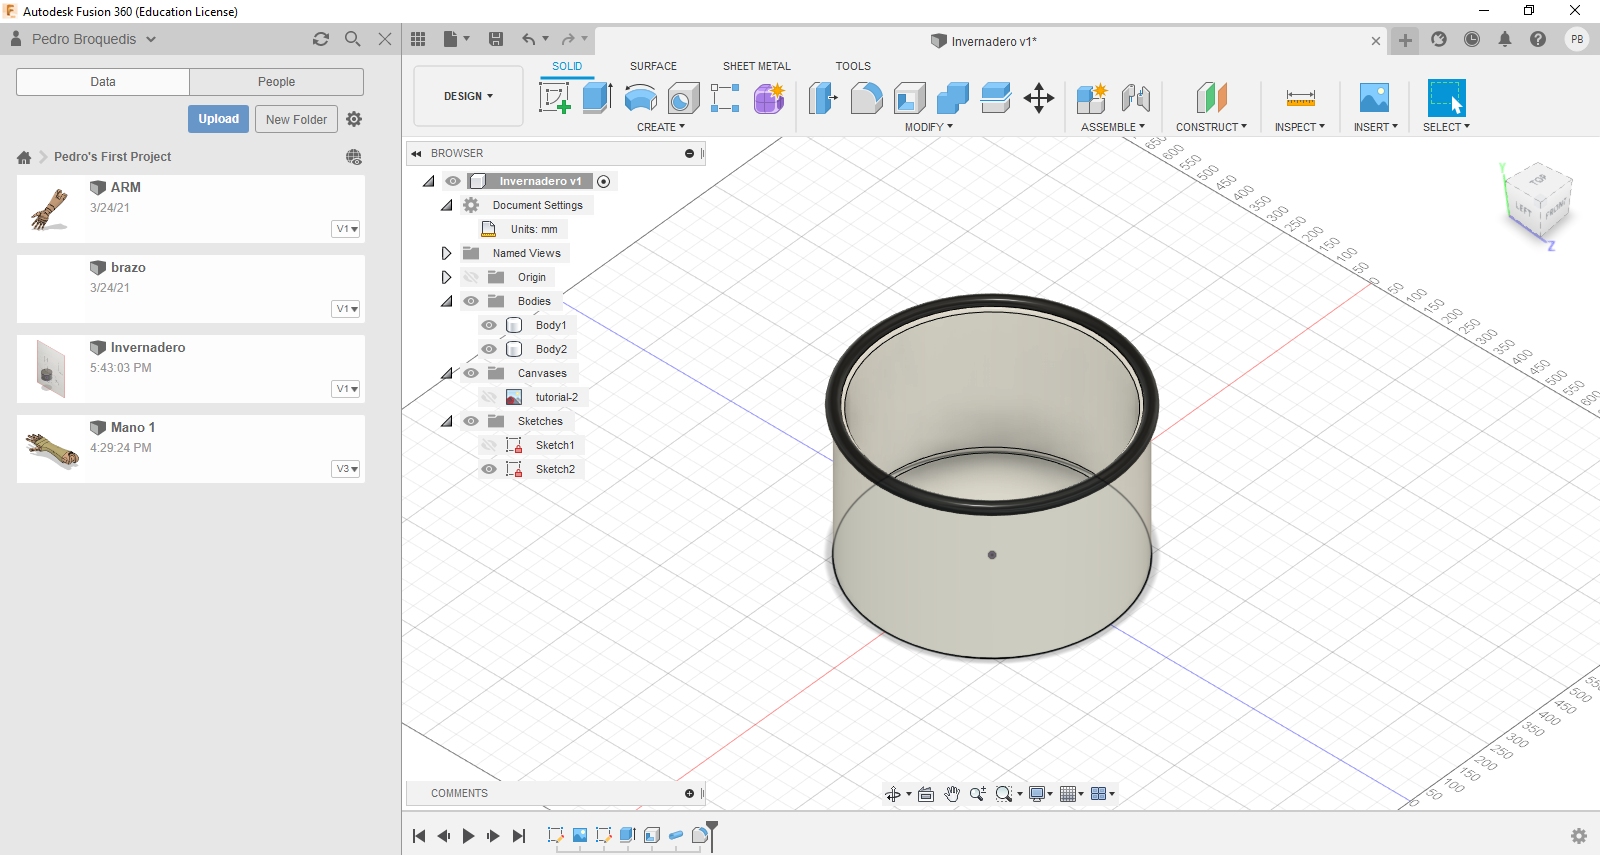 Autodesk Fusion 360 (Education License)
Pedro Broquedis
Invernadero v1*
PB
Data
People
Upload
New Folder
Pedro's First Project
ARM
3/24/21
V1
brazo
3/24/21
V1
Invernadero
5:43:03 PM
V1
Mano 1
4:29:24 PM
V3
DESIGN
SOLID
SURFACE
SHEET METAL
TOOLS
CREATE
MODIFY
ASSEMBLE
CONSTRUCT
INSPECT
INSERT
SELECT
BROWSER
Invernadero v1
Document Settings
Units: mm
Named Views
Origin
Bodies
Body1
Body2
Canvases
tutorial-2
Sketches
Sketch1
Sketch2
Y
TOP
LEFT
FRONT
Z
650
600
550
500
450
400
350
300
250
200
150
100
50
0
50
100
150
200
250
300
350
400
450
500
550
600
550
500
450
400
350
300
250
200
150
100
50
0
COMMENTS